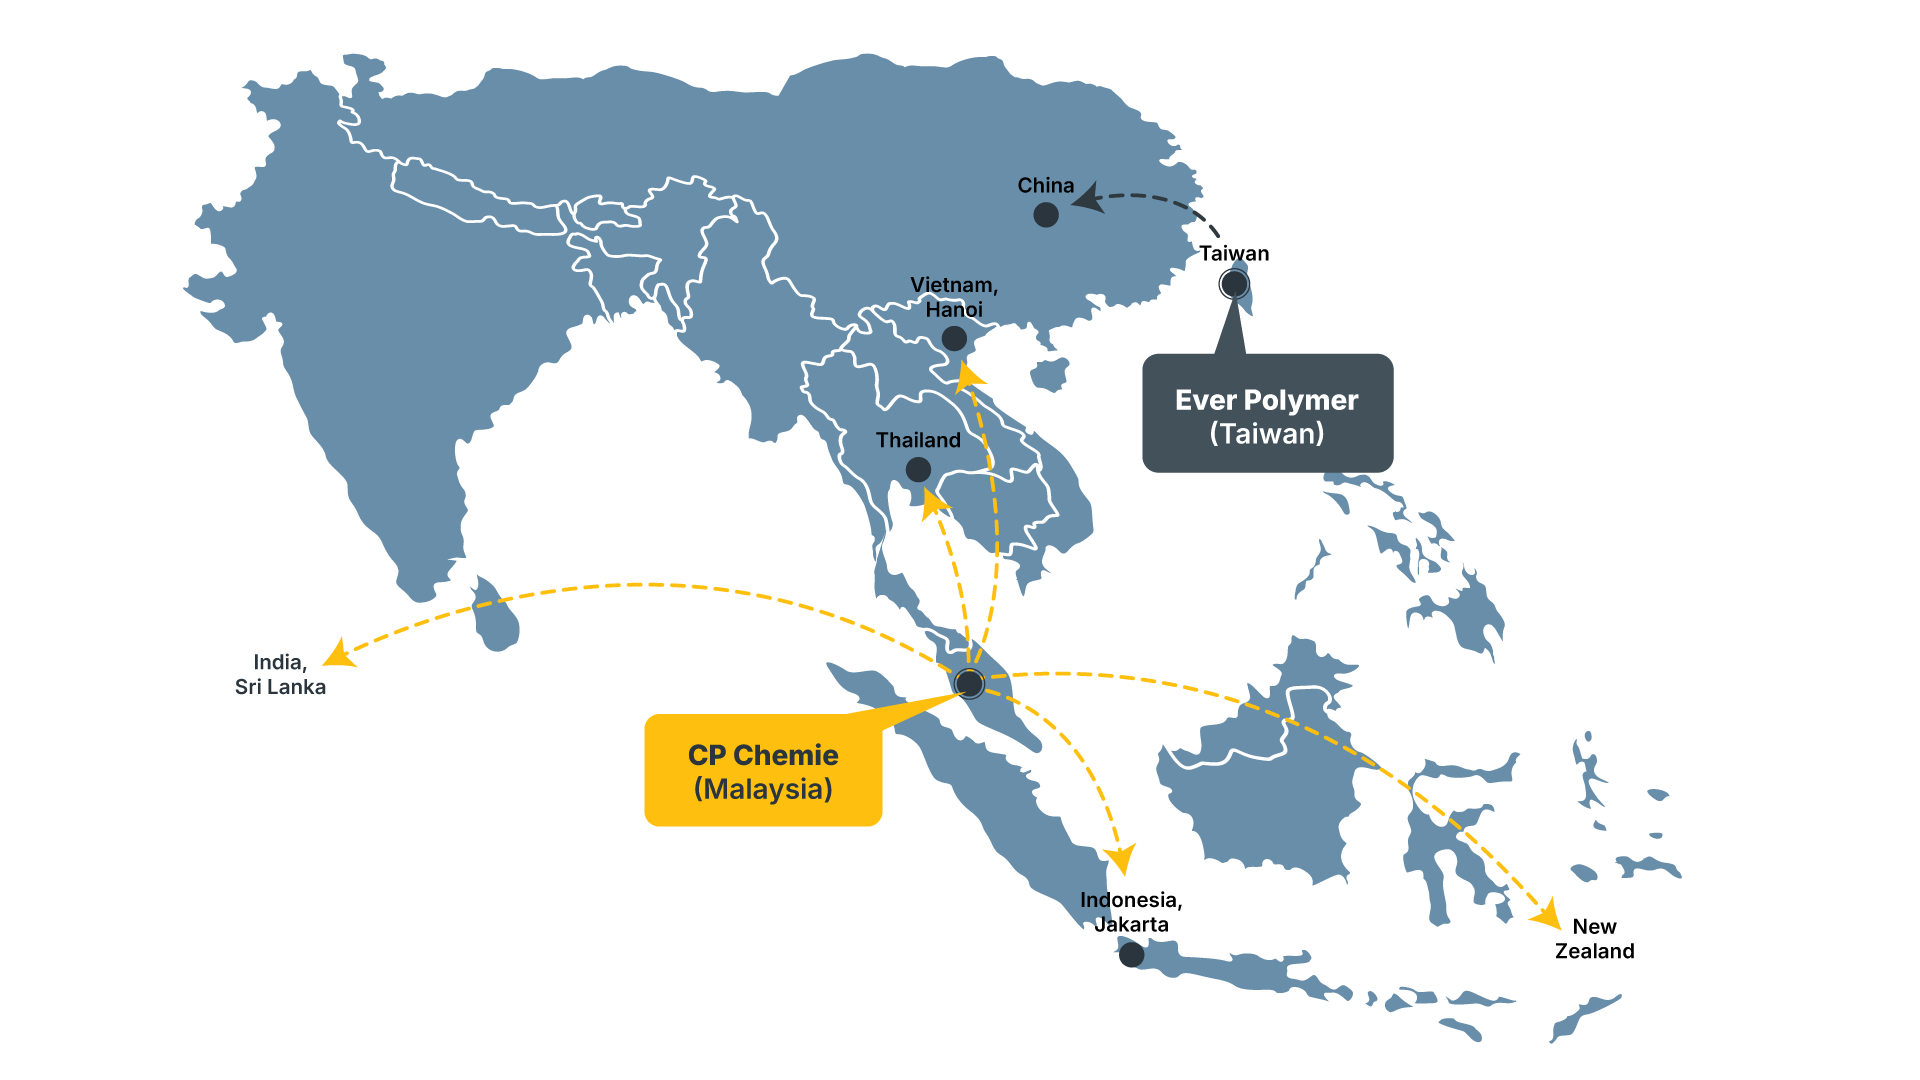 China
Taiwan
Vietnam,
Hanoi
Ever Polymer
(Taiwan)
Thailand
India,
Sri Lanka
CP Chemie
(Malaysia)
Indonesia,
Jakarta
New
Zealand